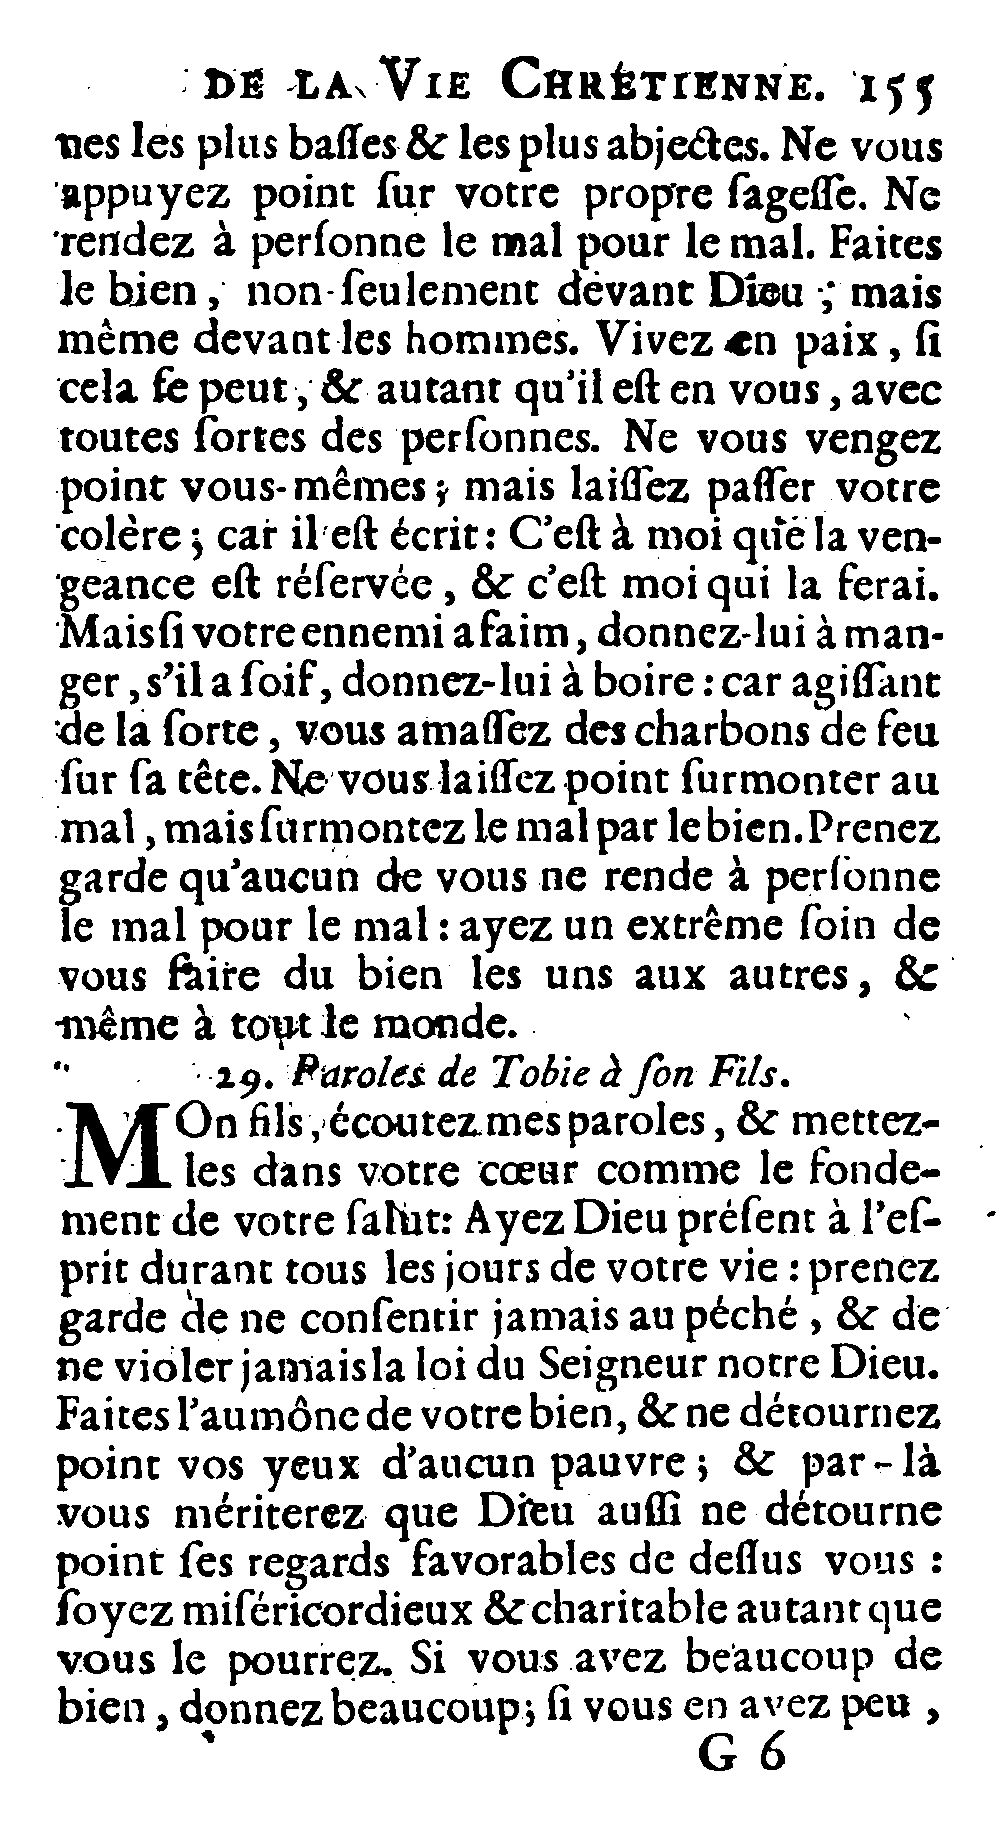 DE LA VIE CHRÉTIENNE. 155
nes les plus baſſes & les plus abjectes. Ne vous
appuyez point ſur votre propre ſageſſe. Ne
rendez à perſonne le mal pour le mal. Faites
le bien, non-ſeulement devant Dieu; mais
même devant les hommes. Vivez en paix, ſi
cela ſe peut, & autant qu'il eſt en vous, avec
toutes ſortes des perſonnes. Ne vous vengez
point vous-mêmes; mais laiſſez paſſer votre
colère; car il eſt écrit: C'eſt à moi que la ven-
geance eſt réſervée, & c'eſt moi qui la ferai.
Mais ſi votre ennemi a faim, donnez-lui à man-
ger, s'il a ſoif, donnez-lui à boire: car agiſſant
de la ſorte, vous amaſſez des charbons de feu
ſur ſa tête. Ne vous laiſſez point ſurmonter au
mal, mais ſurmontez le mal par le bien. Prenez
garde qu'aucun de vous ne rende à perſonne
le mal pour le mal: ayez un extrême ſoin de
vous faire du bien les uns aux autres, &
même à tout le monde.
29. Paroles de Tobie à ſon Fils.
MOn fils, écoutez mes paroles, & mettez-
les dans votre cœur comme le fonde-
ment de votre ſalut: Ayez Dieu préſent à l'eſ-
prit durant tous les jours de votre vie: prenez
garde de ne conſentir jamais au péché, & de
ne violer jamais la loi du Seigneur notre Dieu.
Faites l'aumône de votre bien, & ne détournez
point vos yeux d'aucun pauvre; & par-là
vous mériterez que Dieu auſſi ne détourne
point ſes regards favorables de deſſus vous:
ſoyez miſéricordieux & charitable autant que
vous le pourrez. Si vous avez beaucoup de
bien, donnez beaucoup; ſi vous en avez peu,
G 6